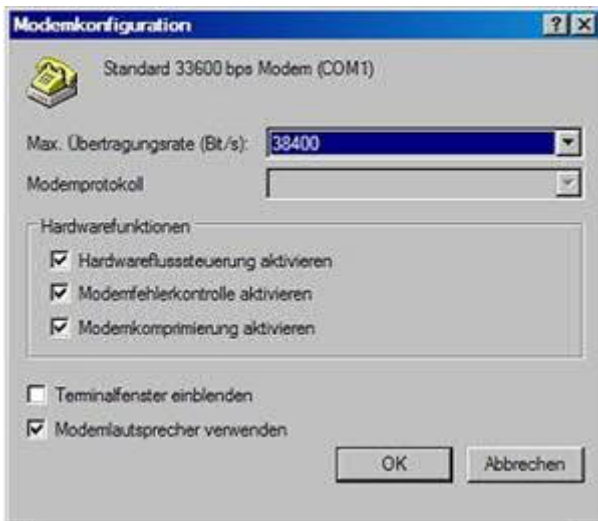 Modemkonfiguration
Standard 33600 bps Modem (COM1)
Max. Übertragungsrate (Bit/s): 38400
Modemprotokoll
Hardwarefunktionen
Hardwareflusssteuerung aktivieren
Modemfehlerkontrolle aktivieren
Modemkomprimierung aktivieren
Terminalfenster einblenden
Modemlautsprecher verwenden
OK Abbrechen